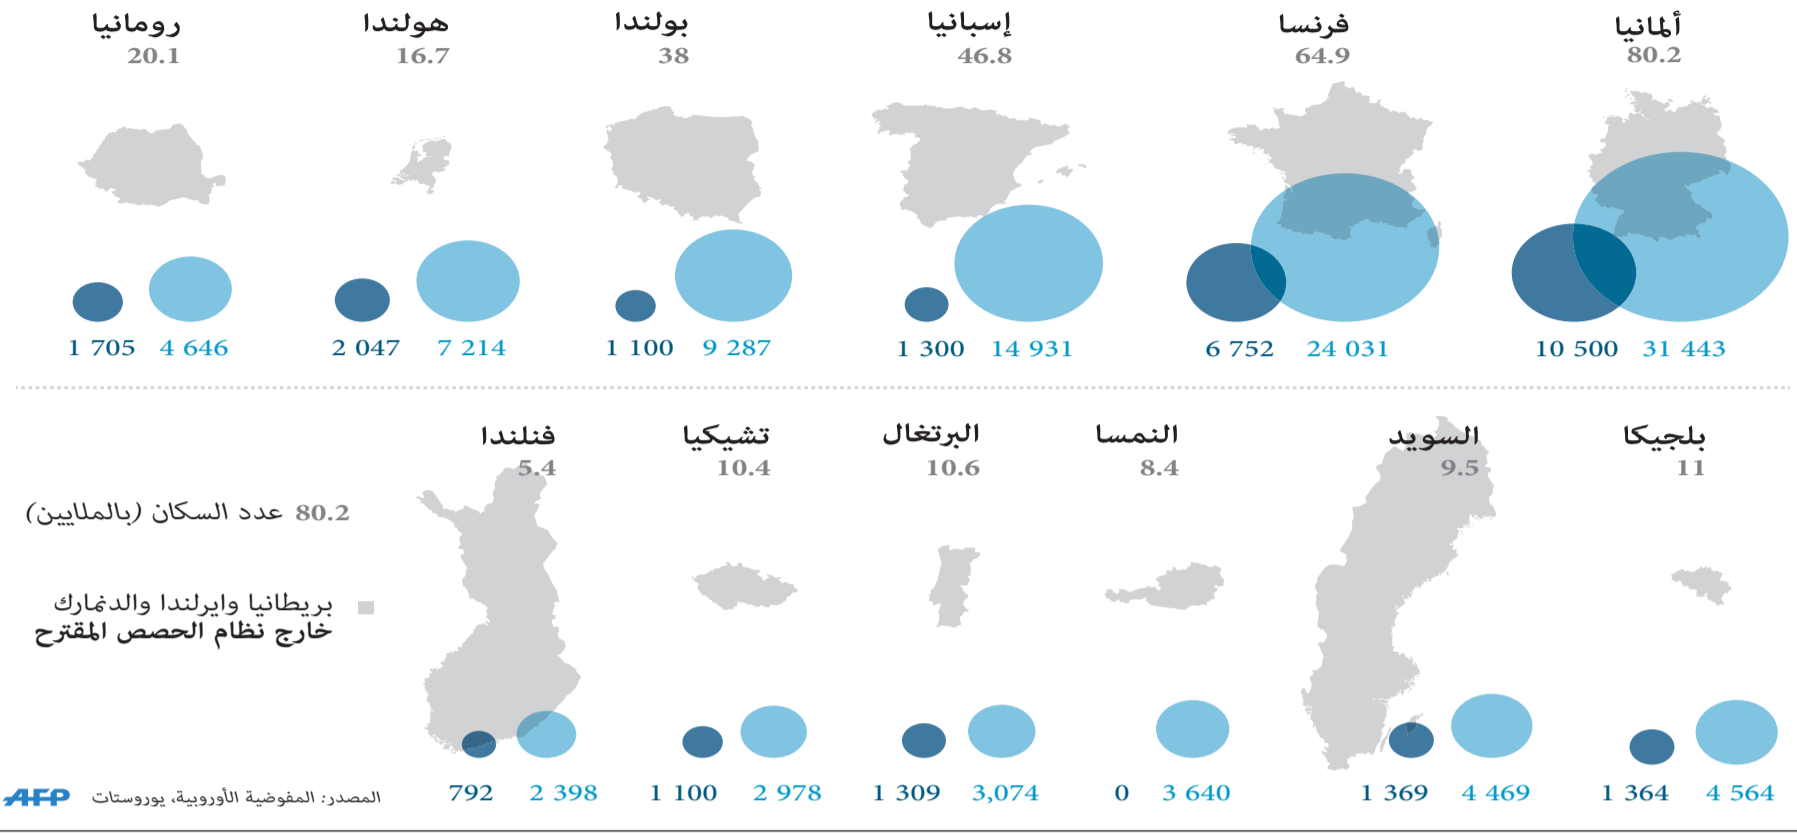 ألمانيا فرنسا إسبانيا بولندا هولندا رومانيا
80.2 64.9 46.8 38 16.7 20.1
10 500 31 443 6 752 24 031 1 300 14 931 1 100 9 287 2 047 7 214 1 705 4 646
بلجيكا السويد النمسا البرتغال تشيكيا فنلندا
11 9.5 8.4 10.6 10.4 5.4
80.2 عدد السكان (بالملايين)
بريطانيا وايرلندا والدنمارك
خارج نظام الحصص المقترح
1 364 4 564 1 369 4 469 0 3 640 1 309 3,074 1 100 2 978 792 2 398
المصدر: المفوضية الأوروبية، يوروستات
AFP